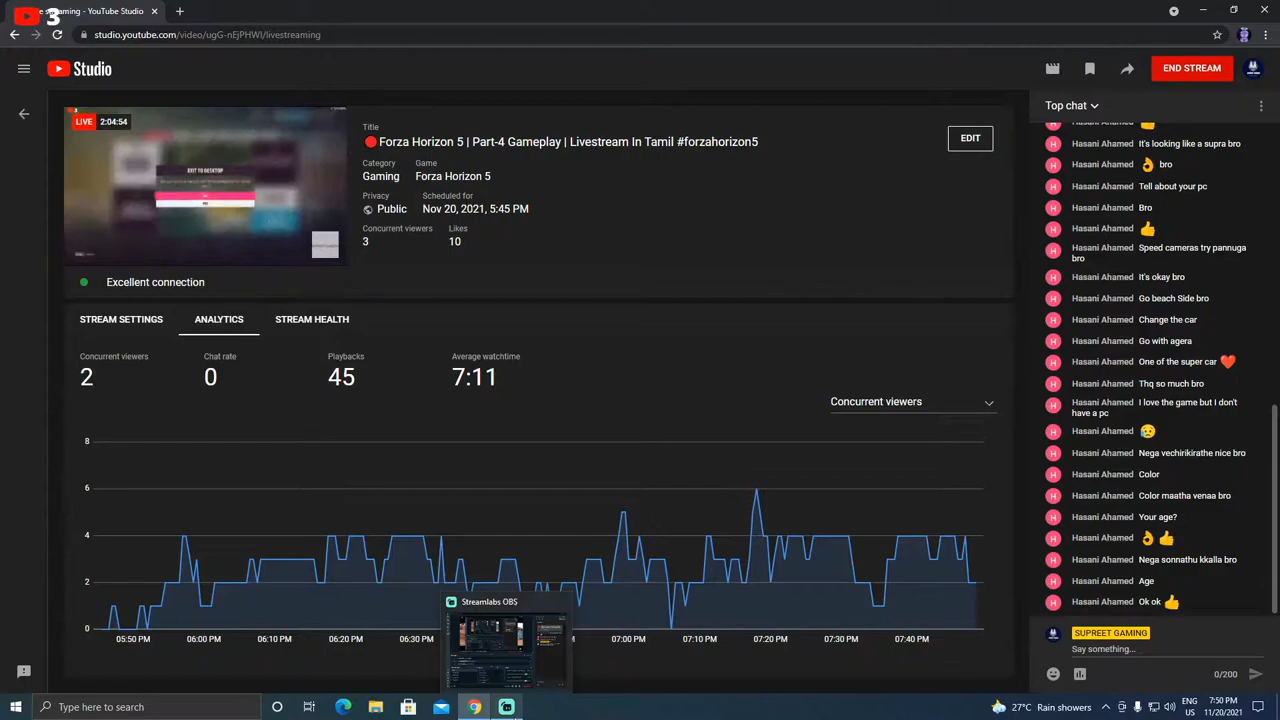 3
- YouTube Studio
studio.youtube.com/video/ugG-nEjPHWI/livestreaming
Studio
END STREAM
LIVE 2:04:54
EXIT TO DESKTOP
Title
Forza Horizon 5 | Part-4 Gameplay | Livestream In Tamil #forzahorizon5
EDIT
Category Game
Gaming Forza Horizon 5
Privacy Scheduled for
Public Nov 20, 2021, 5:45 PM
Concurrent viewers Likes
3 10
Excellent connection
STREAM SETTINGS ANALYTICS STREAM HEALTH
Concurrent viewers Chat rate Playbacks Average watchtime
2 0 45 7:11
Concurrent viewers
8
6
4
2
0
05:50 PM 06:00 PM 06:10 PM 06:20 PM 06:30 PM 07:00 PM 07:10 PM 07:20 PM 07:30 PM 07:40 PM
Streamlabs OBS
Top chat
Hasani Ahamed 👍
Hasani Ahamed It's looking like a supra bro
Hasani Ahamed 👌 bro
Hasani Ahamed Tell about your pc
Hasani Ahamed Bro
Hasani Ahamed 👍
Hasani Ahamed Speed cameras try pannuga
bro
Hasani Ahamed It's okay bro
Hasani Ahamed Go beach Side bro
Hasani Ahamed Change the car
Hasani Ahamed Go with agera
Hasani Ahamed One of the super car ❤️
Hasani Ahamed Thq so much bro
Hasani Ahamed I love the game but I don't
have a pc
Hasani Ahamed 😥
Hasani Ahamed Nega vechirikirathe nice bro
Hasani Ahamed Color
Hasani Ahamed Color maatha venaa bro
Hasani Ahamed Your age?
Hasani Ahamed 👌👍
Hasani Ahamed Nega sonnathu kkalla bro
Hasani Ahamed Age
Hasani Ahamed Ok ok 👍
SUPREET GAMING
Say something...
0/200
Type here to search
27°C Rain showers
ENG
US
7:50 PM
11/20/2021